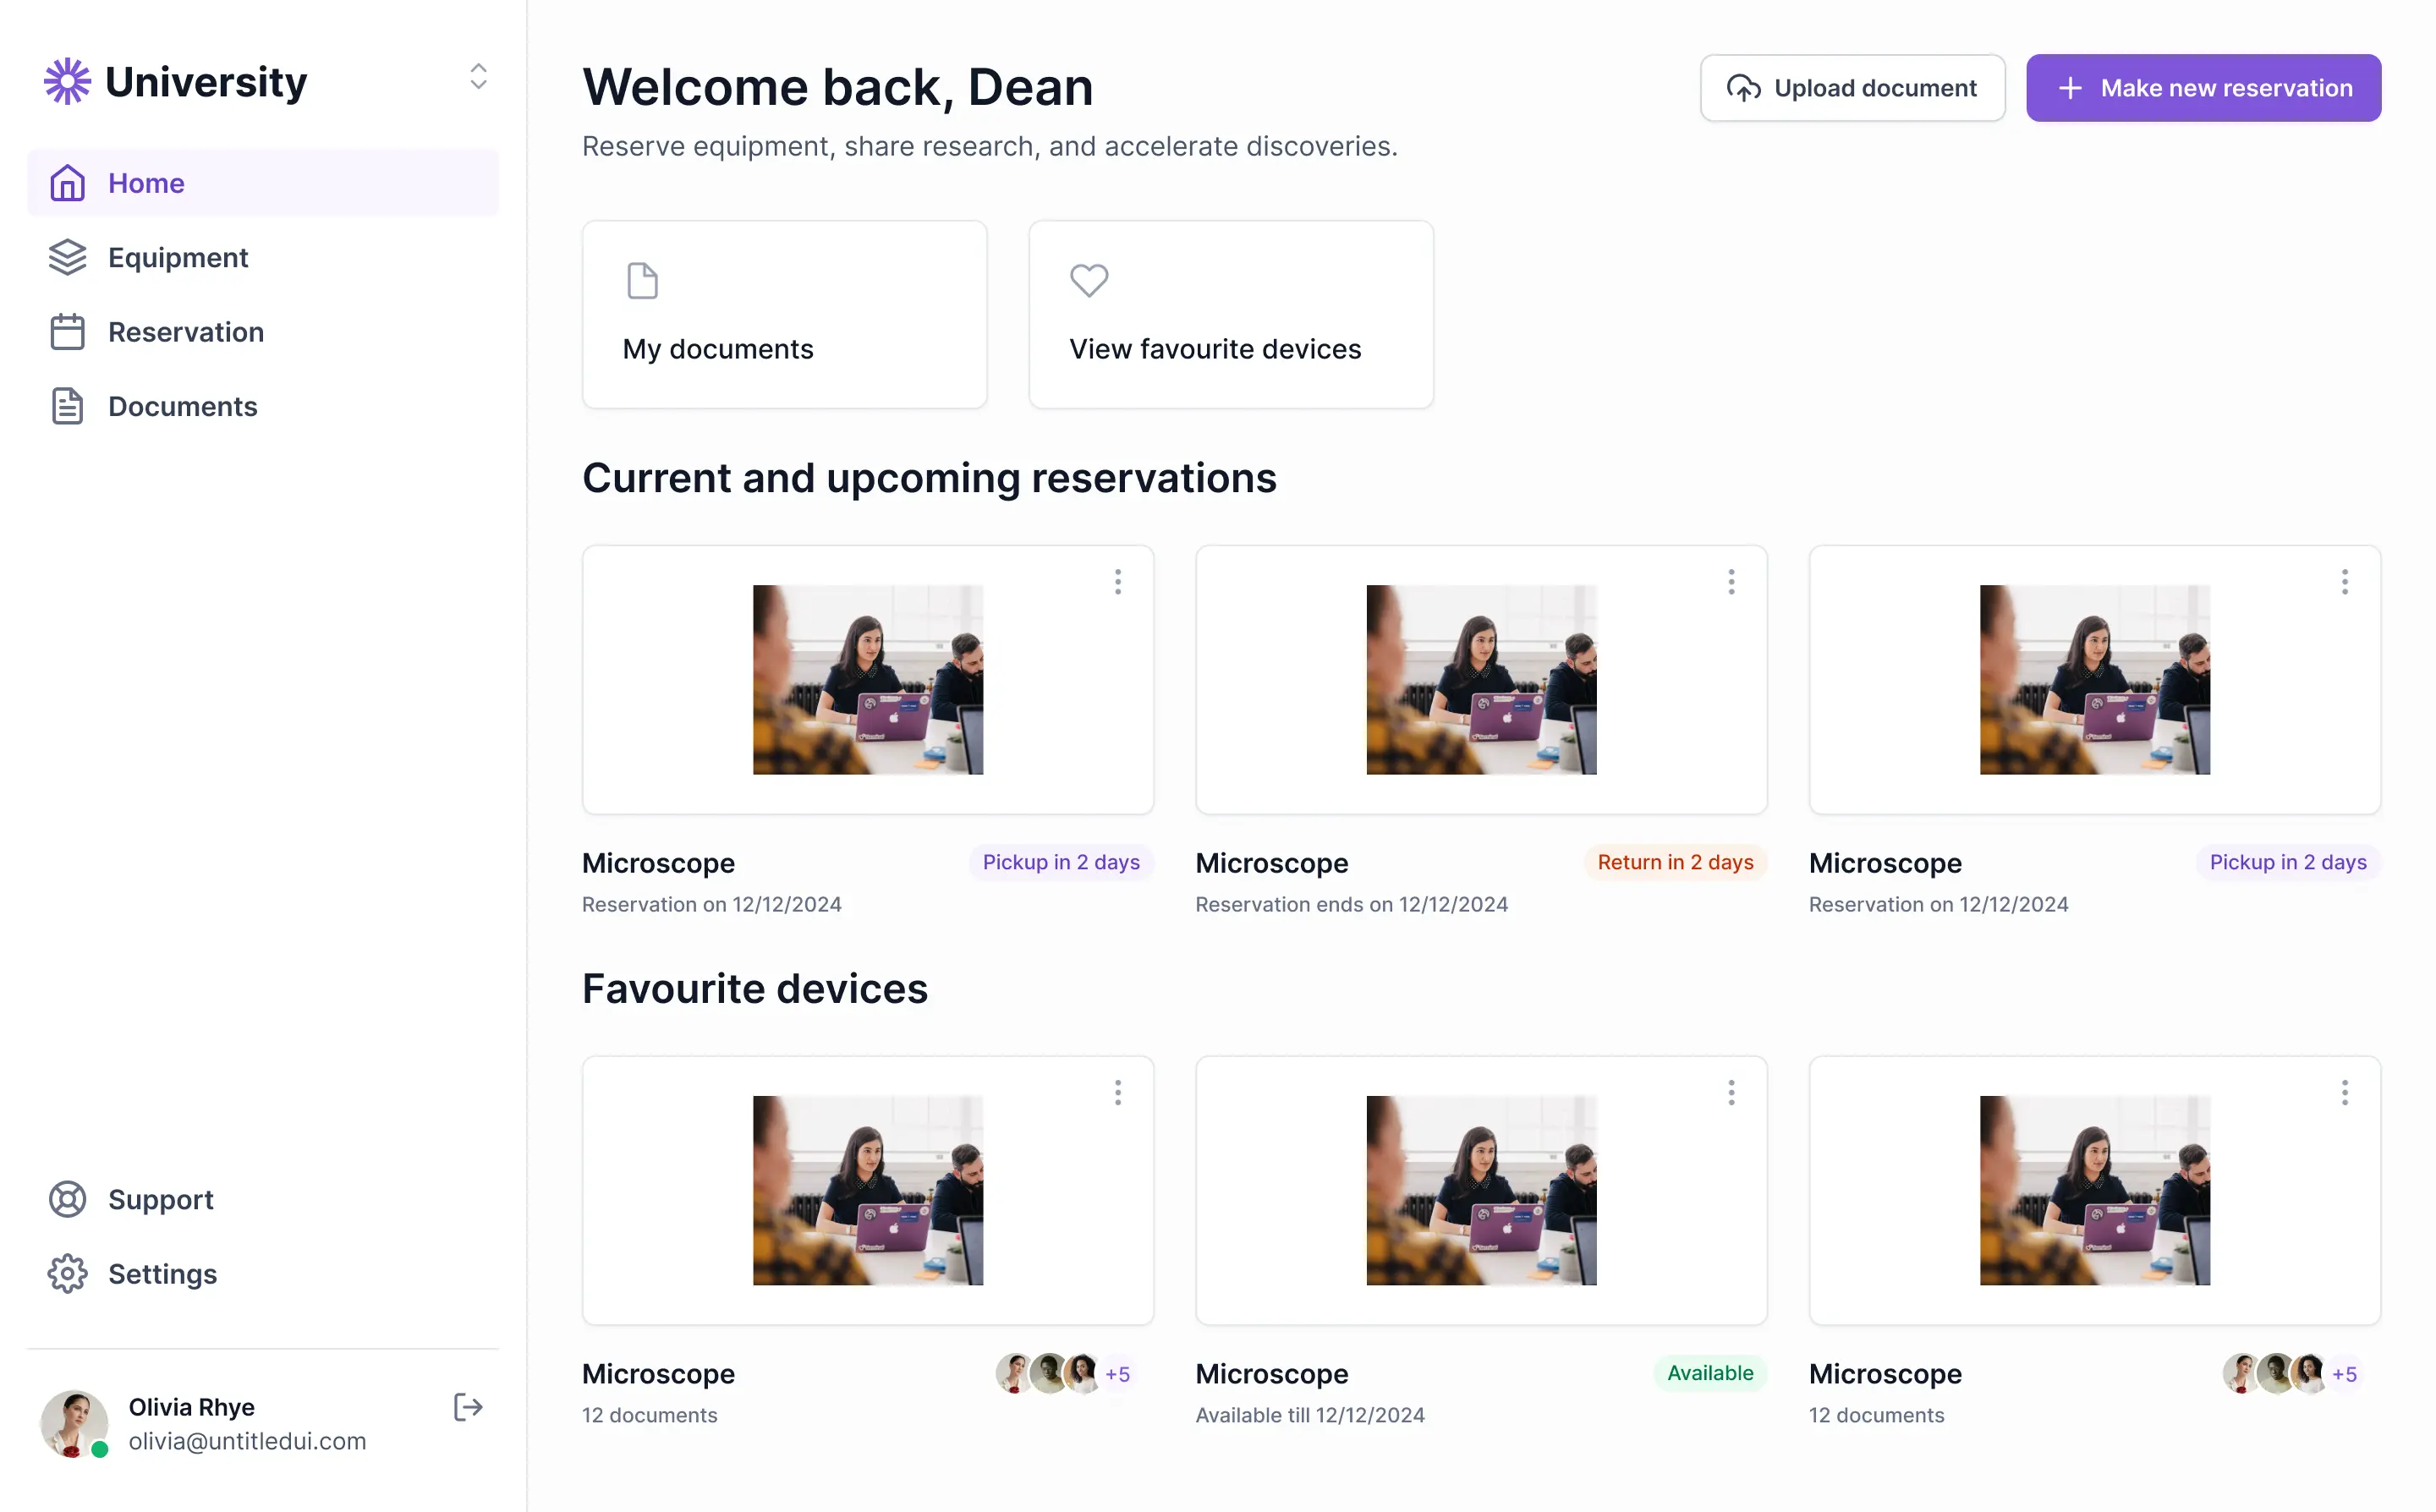 University
Home
Equipment
Reservation
Documents
Support
Settings
Olivia Rhye
olivia@untitledui.com
Welcome back, Dean
Reserve equipment, share research, and accelerate discoveries.
Upload document
Make new reservation
My documents
View favourite devices
Current and upcoming reservations
Microscope
Pickup in 2 days
Reservation on 12/12/2024
Microscope
Return in 2 days
Reservation ends on 12/12/2024
Microscope
Pickup in 2 days
Reservation on 12/12/2024
Favourite devices
Microscope
+5
12 documents
Microscope
Available
Available till 12/12/2024
Microscope
+5
12 documents